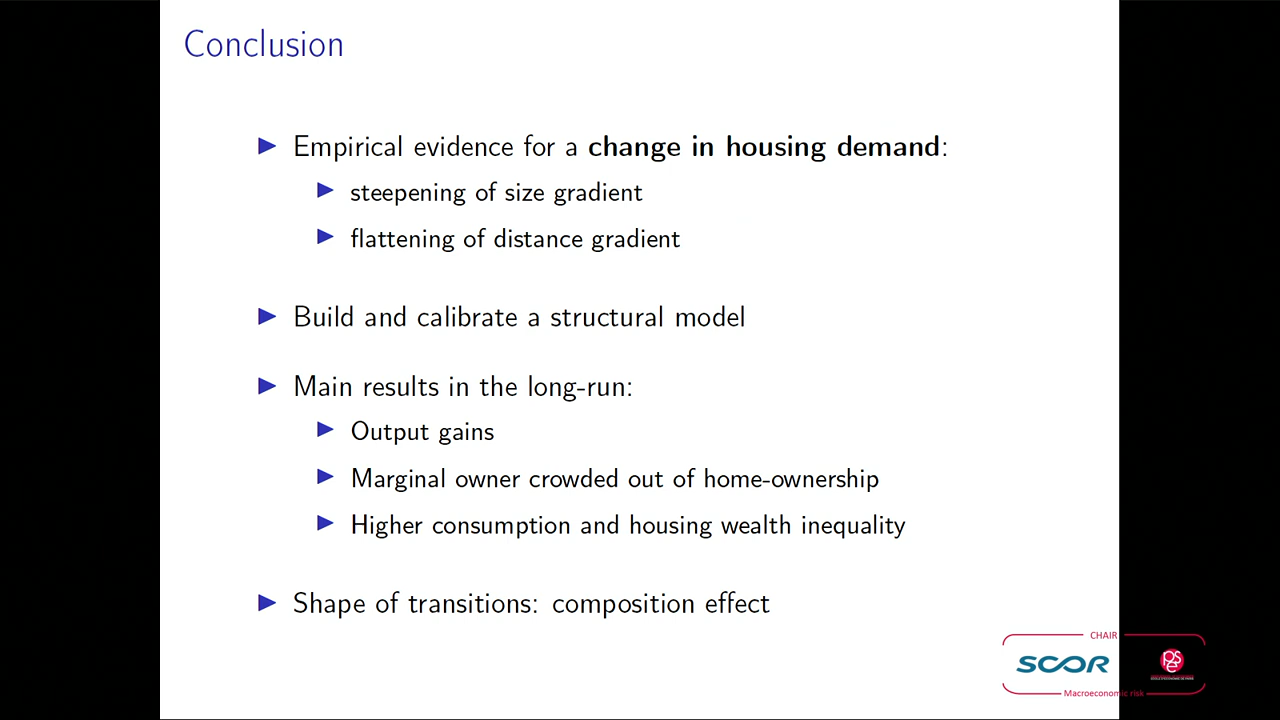 Conclusion
Empirical evidence for a change in housing demand:
steepening of size gradient
flattening of distance gradient
Build and calibrate a structural model
Main results in the long-run:
Output gains
Marginal owner crowded out of home-ownership
Higher consumption and housing wealth inequality
Shape of transitions: composition effect
CHAIR
SCOR
pse
Macroeconomic risk